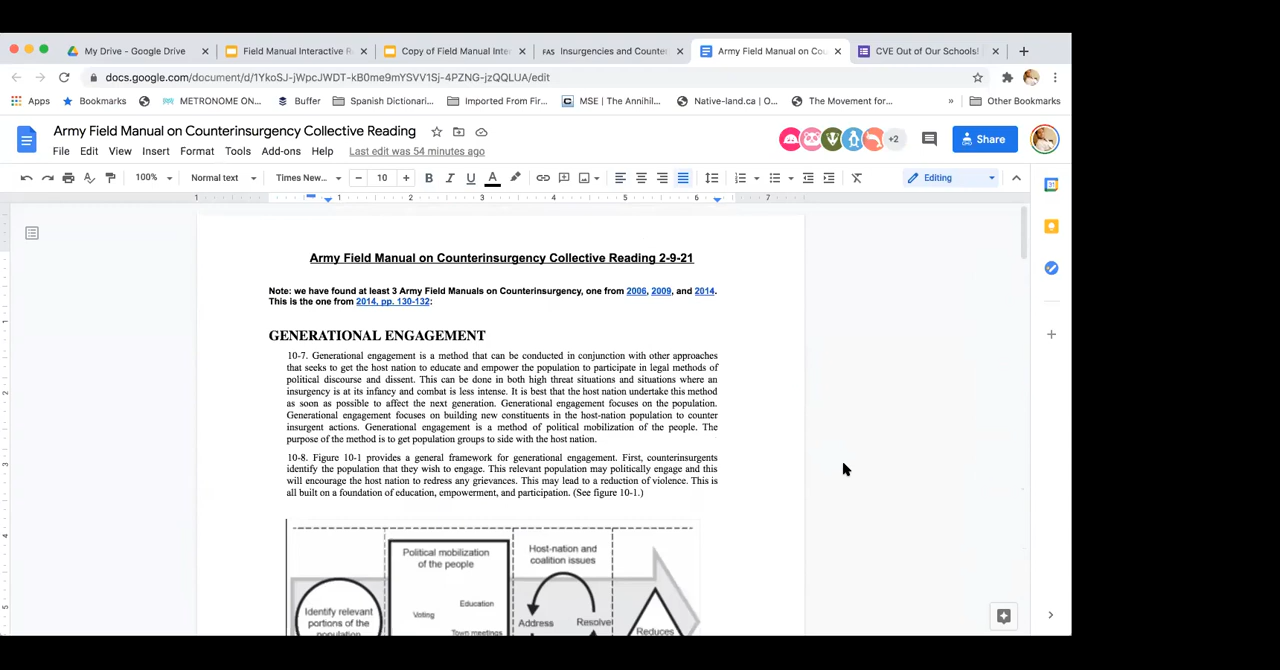 My Drive - Google Drive
Field Manual Interactive R
Copy of Field Manual Inte
FAS Insurgencies and Counte
Army Field Manual on Co
CVE Out of Our Schools!
docs.google.com/document/d/1YkoSJ-jWpcJWDT-kB0me9mYSVV1Sj-4PZNG-jzQQLUA/edit
Apps Bookmarks METRONOME ON... Buffer Spanish Dictionari... Imported From Fir... MSE | The Annihil... Native-land.ca | O... The Movement for... » Other Bookmarks
Army Field Manual on Counterinsurgency Collective Reading
+2
Share
File Edit View Insert Format Tools Add-ons Help Last edit was 54 minutes ago
100% Normal text Times New... 10 B I U A Editing
1 1 2 3 4 5 6 7
Army Field Manual on Counterinsurgency Collective Reading 2-9-21
Note: we have found at least 3 Army Field Manuals on Counterinsurgency, one from 2006, 2009, and 2014.
This is the one from 2014, pp. 130-132:
GENERATIONAL ENGAGEMENT
10-7. Generational engagement is a method that can be conducted in conjunction with other approaches
that seeks to get the host nation to educate and empower the population to participate in legal methods of
political discourse and dissent. This can be done in both high threat situations and situations where an
insurgency is at its infancy and combat is less intense. It is best that the host nation undertake this method
as soon as possible to affect the next generation. Generational engagement focuses on the population.
Generational engagement focuses on building new constituents in the host-nation population to counter
insurgent actions. Generational engagement is a method of political mobilization of the people. The
purpose of the method is to get population groups to side with the host nation.
10-8. Figure 10-1 provides a general framework for generational engagement. First, counterinsurgents
identify the population that they wish to engage. This relevant population may politically engage and this
will encourage the host nation to redress any grievances. This may lead to a reduction of violence. This is
all built on a foundation of education, empowerment, and participation. (See figure 10-1.)
Political mobilization
of the people
Host-nation and
coalition issues
Education
Voting
Identify relevant
portions of the
population
Address
Resolve
Town meetings
Reduces
1
2
3
4
5